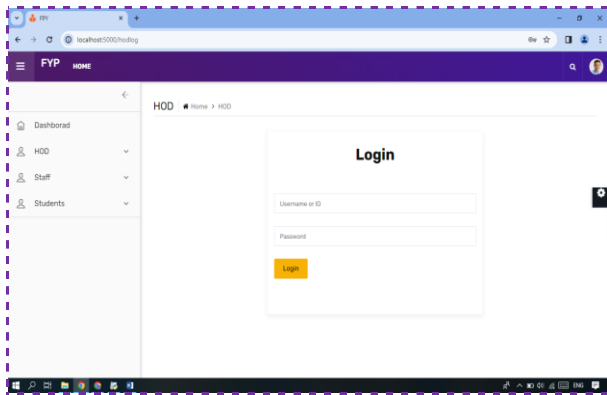 FYP
localhost:5000/hodlog
FYP HOME
HOD Home > HOD
Dashborad
HOD
Staff
Students
Login
Username or ID
Password
Login
ENG